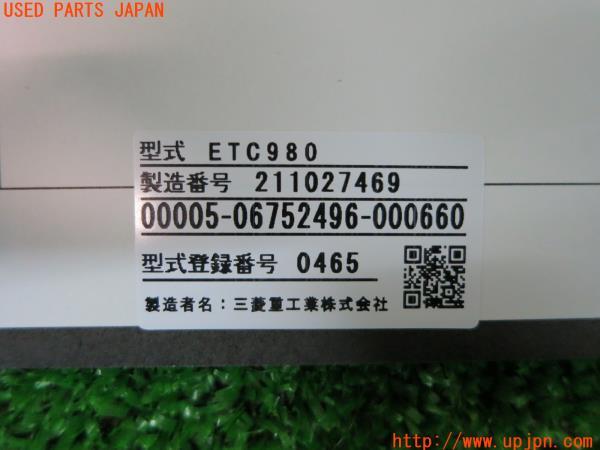 USED PARTS JAPAN
型式 ETC980
製造番号 211027469
00005-06752496-000660
型式登録番号 0465
製造者名：三菱重工業株式会社
http://www.upjpn.com/